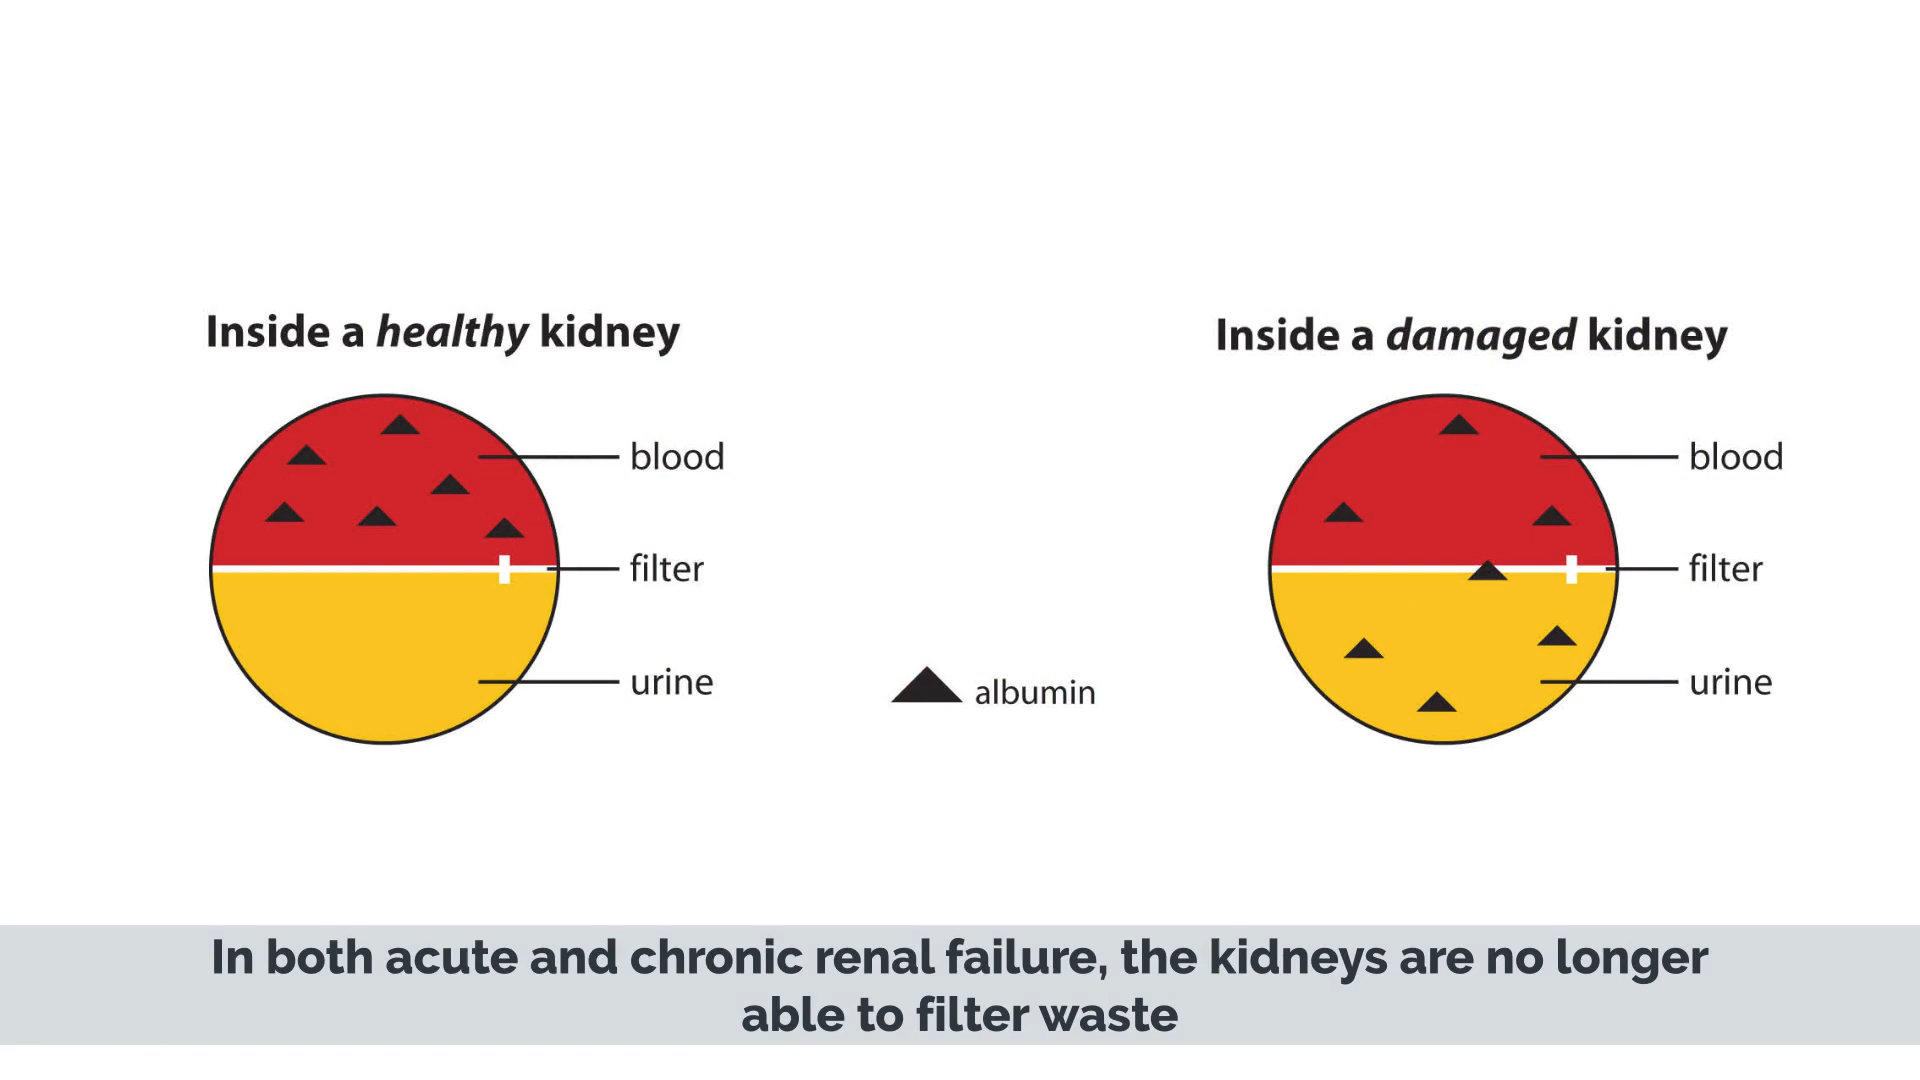 Inside a healthy kidney
blood
filter
urine
albumin
Inside a damaged kidney
blood
filter
urine
In both acute and chronic renal failure, the kidneys are no longer
able to filter waste